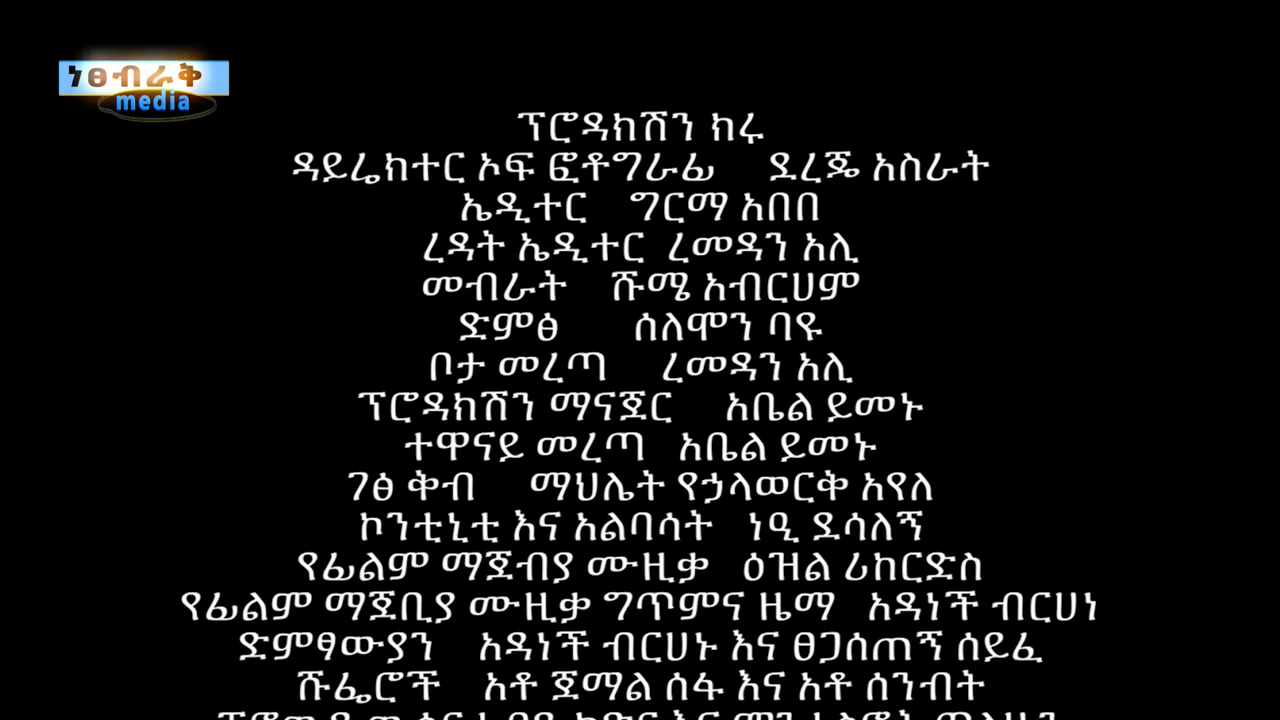 ነፀብራቅ
media
ፕሮዳክሽን ክሩ
ዳይሬክተር ኦፍ ፎቶግራፊ ደረጄ አስራት
ኤዲተር ግርማ አበበ
ረዳት ኤዲተር ረመዳን አሊ
መብራት ሹሜ አብርሀም
ድምፅ ሰለሞን ባዩ
ቦታ መረጣ ረመዳን አሊ
ፕሮዳክሽን ማናጀር አቤል ይመኑ
ተዋናይ መረጣ አቤል ይመኑ
ገፅ ቅብ ማህሌት የኃላወርቅ አየለ
ኮንቲኒቲ እና አልባሳት ነዒ ደሳለኝ
የፊልም ማጀብያ ሙዚቃ ዕዝል ሪከርድስ
የፊልም ማጀቢያ ሙዚቃ ግጥምና ዜማ አዳነች ብርሀነ
ድምፃውያን አዳነች ብርሀኑ እና ፀጋሰጠኝ ሰይፈ
ሹፌሮች አቶ ጀማል ሰፋ እና አቶ ሰንብት